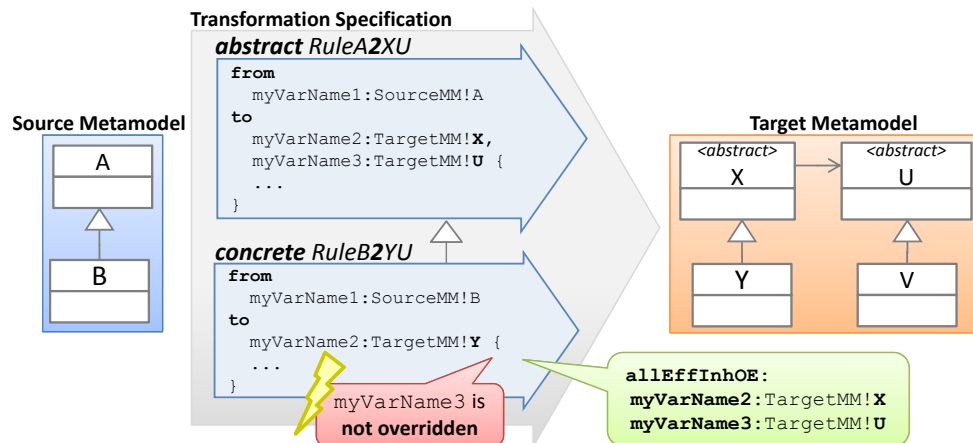 Transformation Specification
Source Metamodel
A
B
abstract RuleA2XU
from
myVarName1:SourceMM!A
to
myVarName2:TargetMM!X,
myVarName3:TargetMM!U {
...
}
concrete RuleB2YU
from
myVarName1:SourceMM!B
to
myVarName2:TargetMM!Y {
...
}
myVarName3 is
not overridden
allEffInhOE:
myVarName2:TargetMM!X
myVarName3:TargetMM!U
Target Metamodel
<abstract>
X
<abstract>
U
Y
V